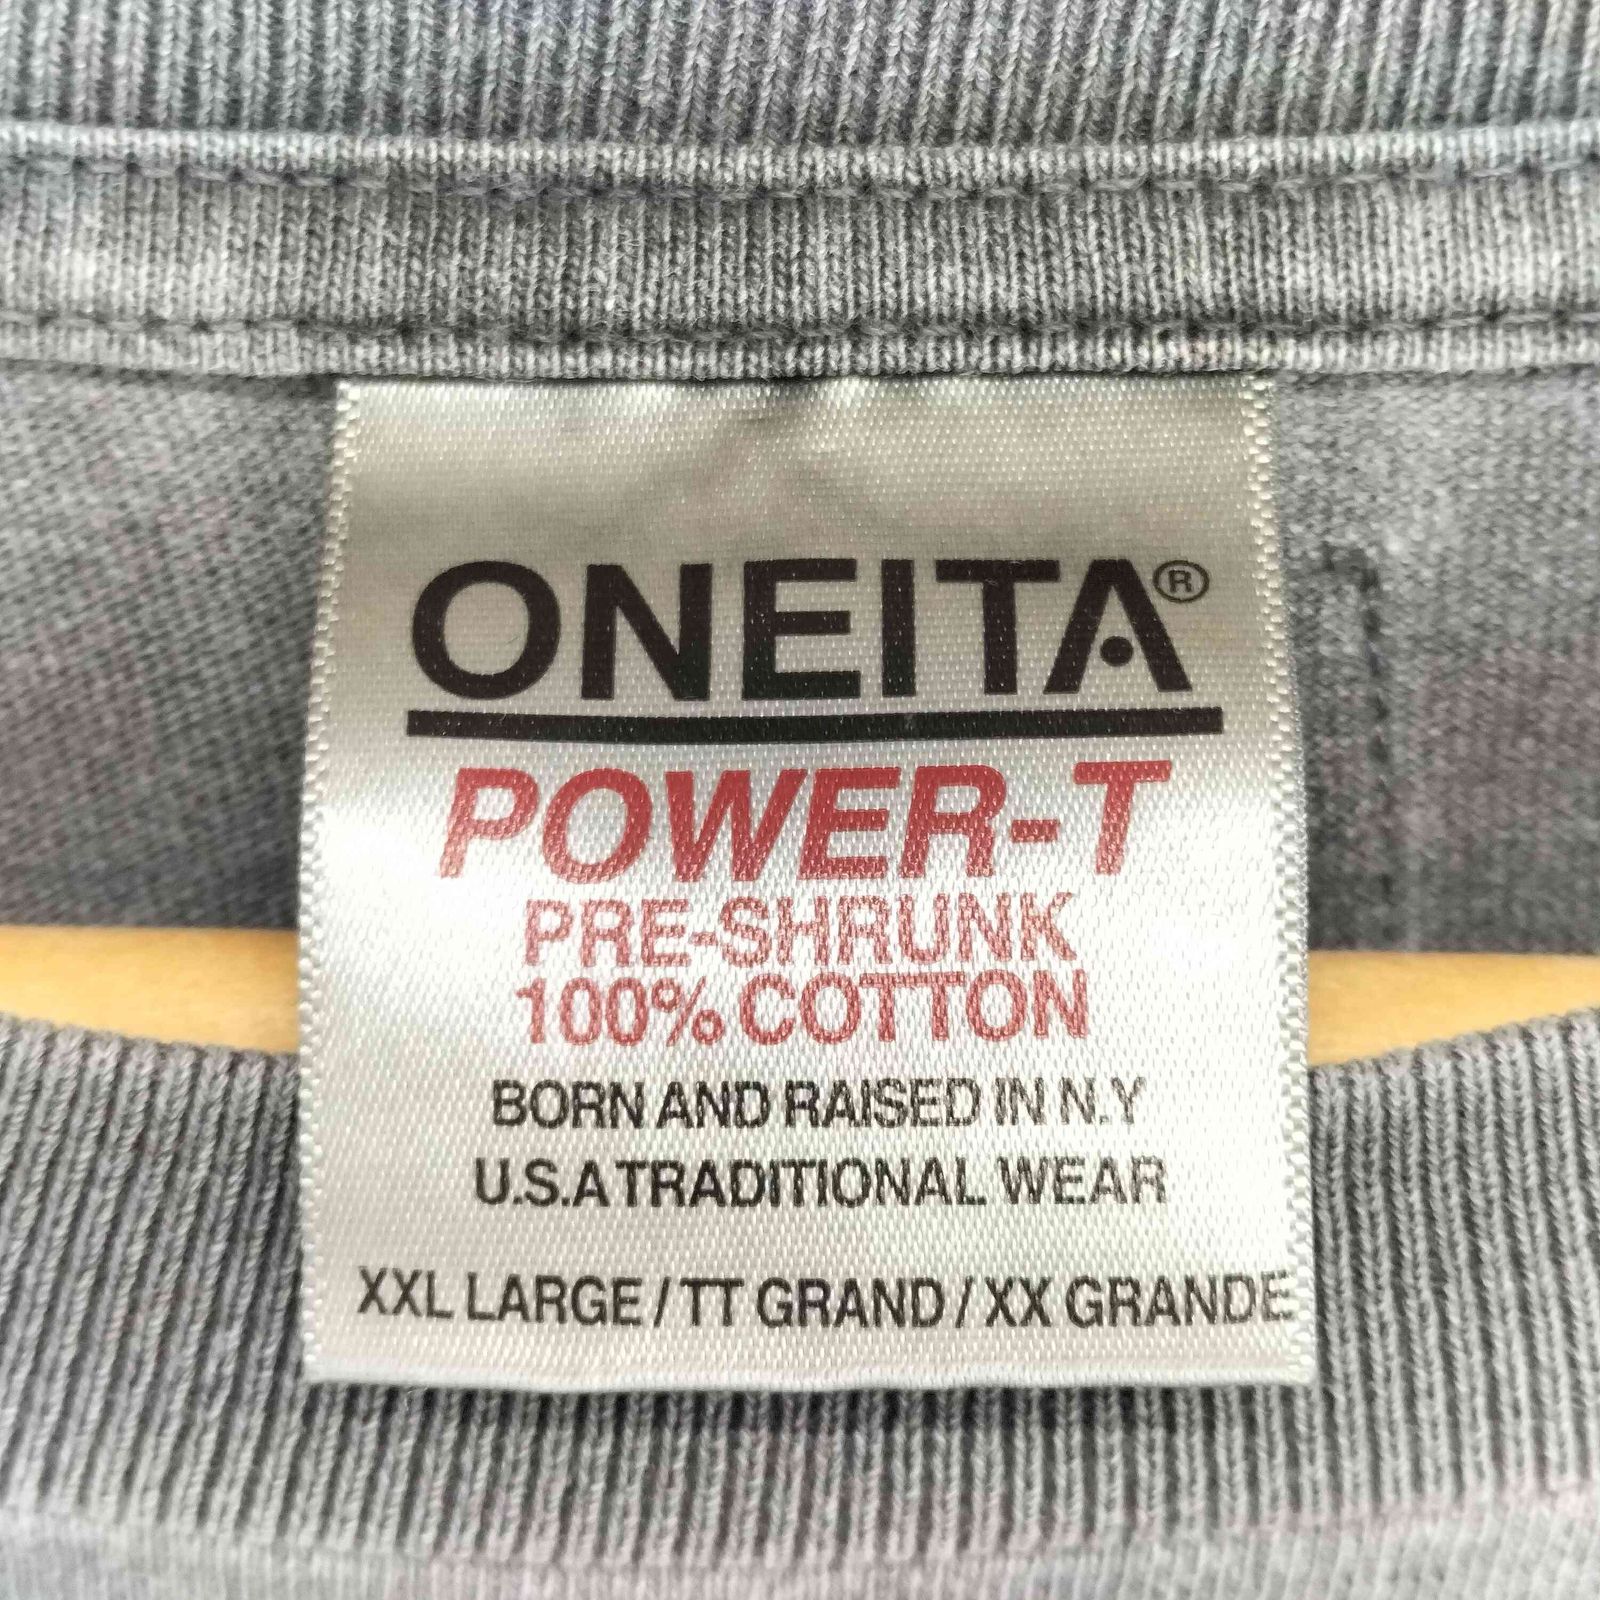 ONEITA®
POWER-T
PRE-SHRUNK
100% COTTON
BORN AND RAISED IN N.Y
U.S.A TRADITIONAL WEAR
XXL LARGE / TT GRAND / XX GRANDE